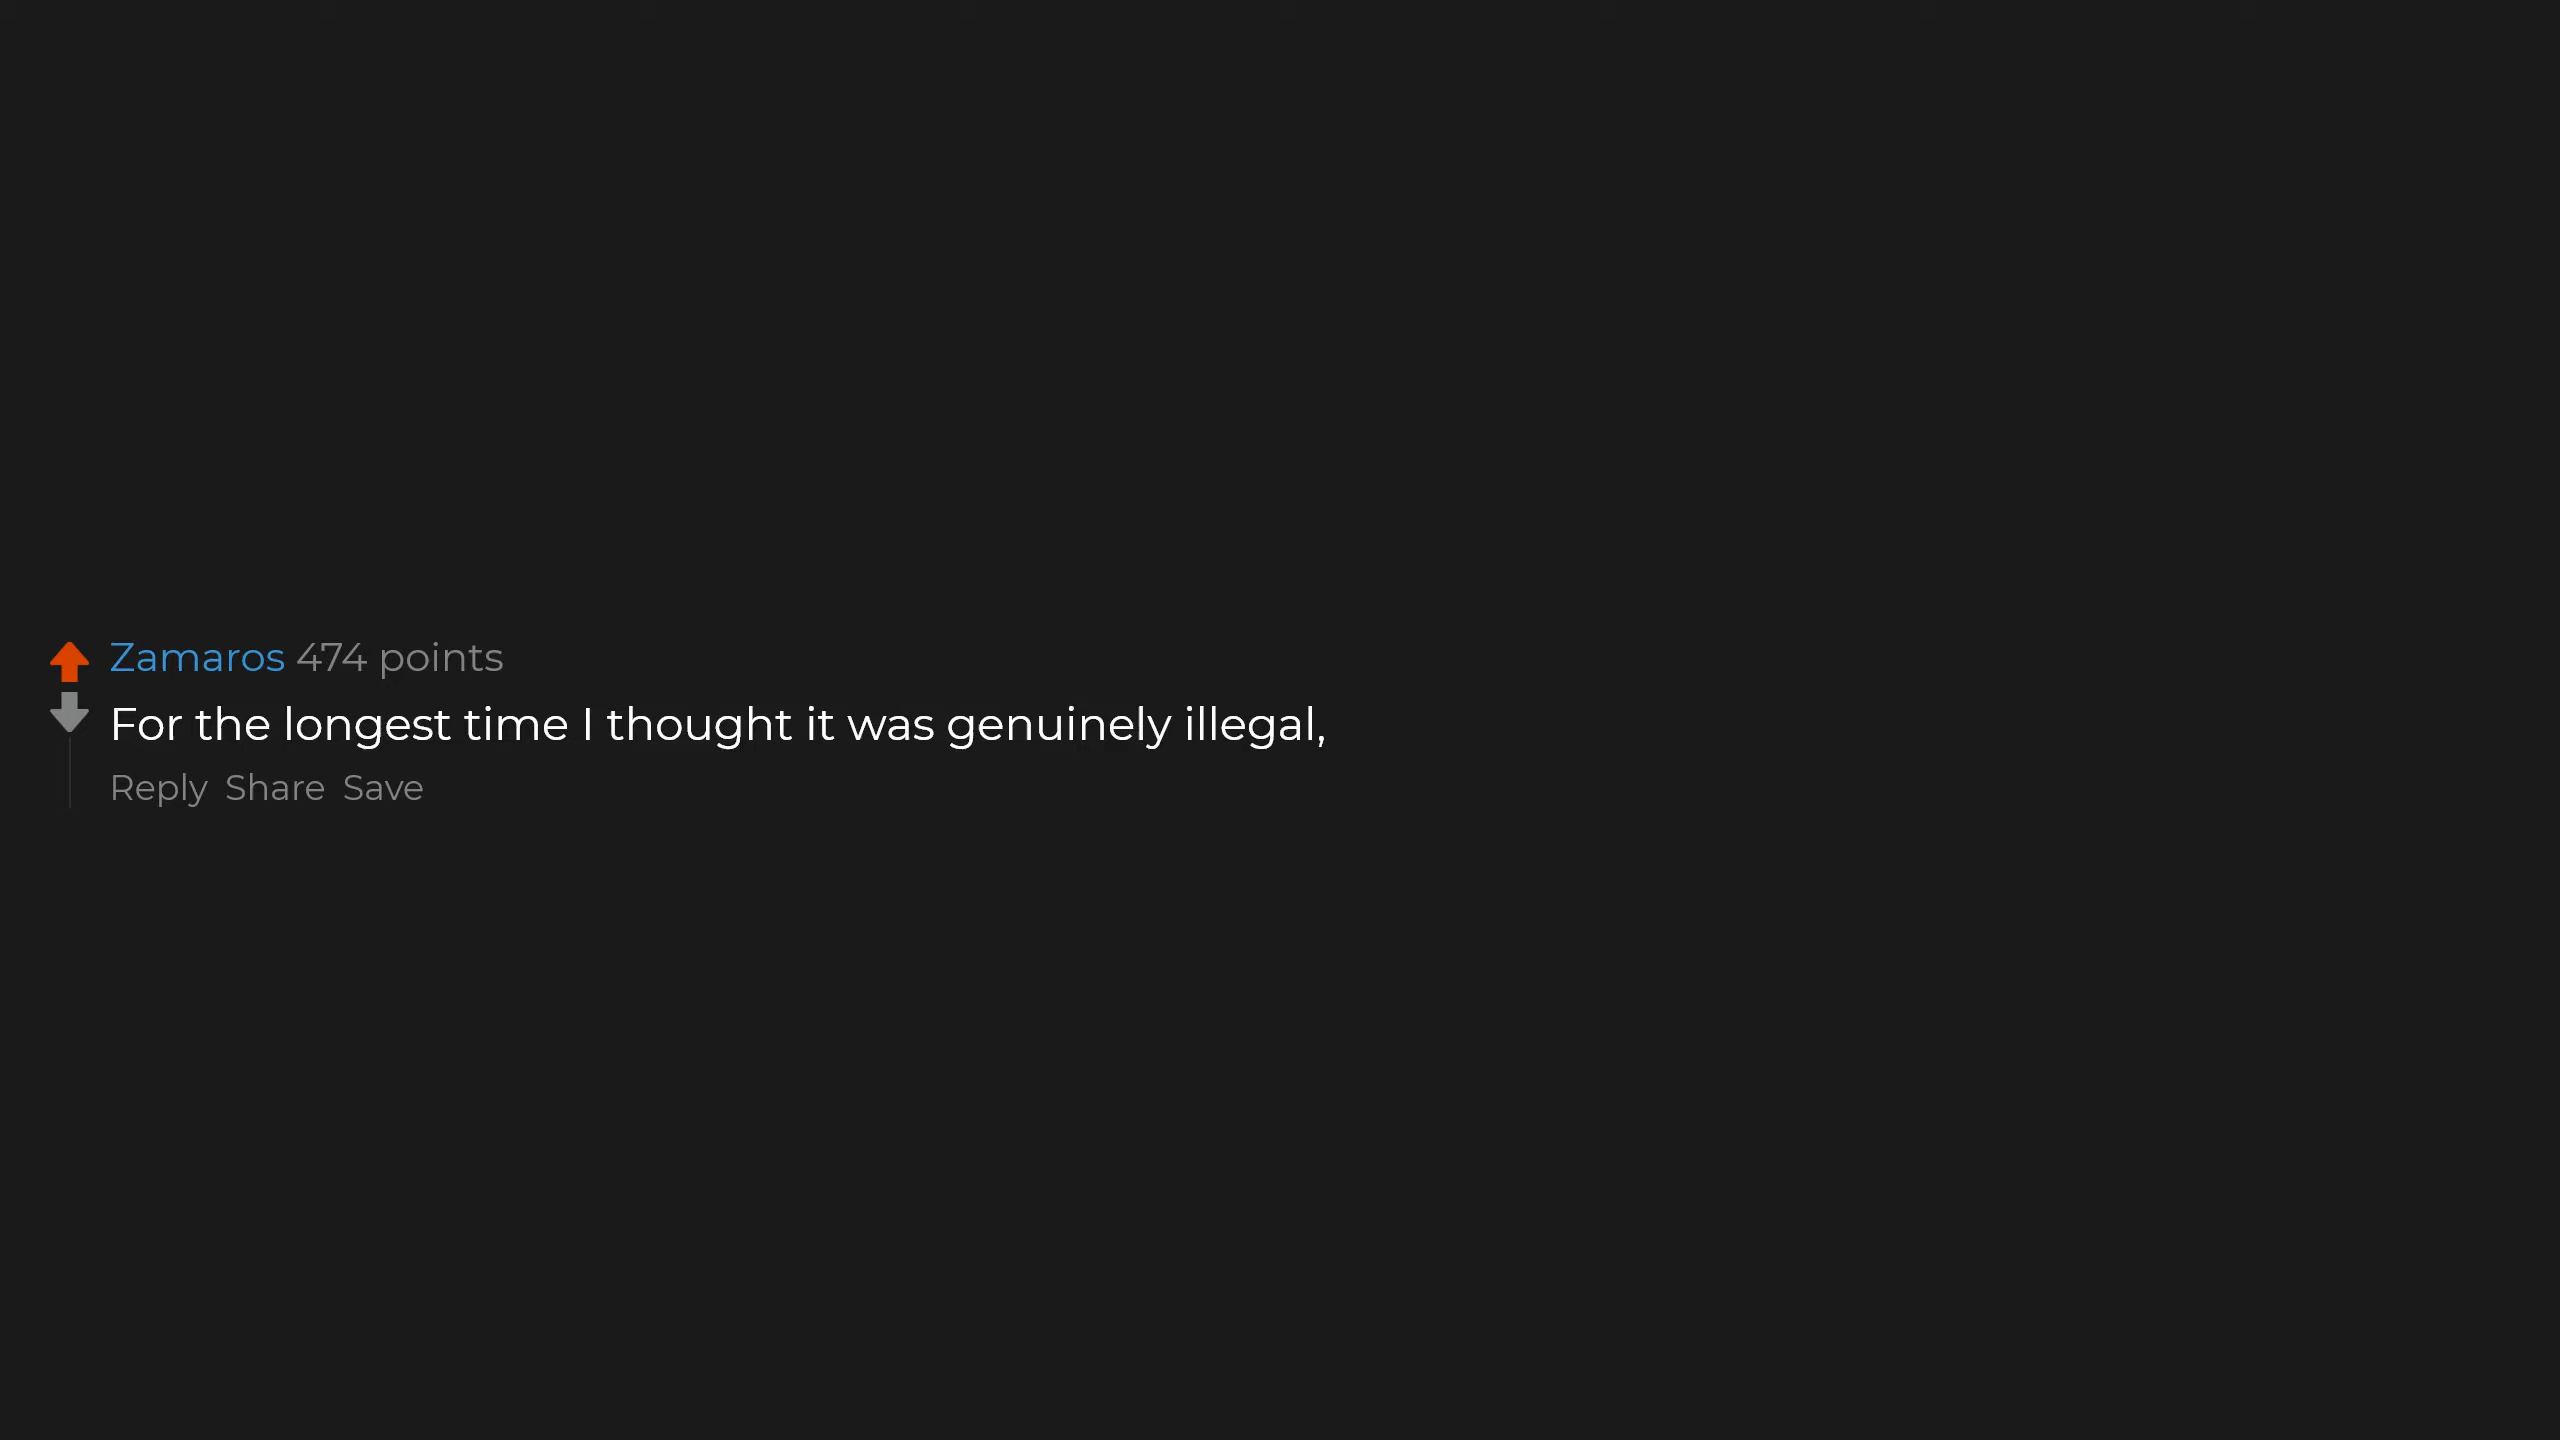 Zamaros 474 points
For the longest time I thought it was genuinely illegal,
Reply Share Save